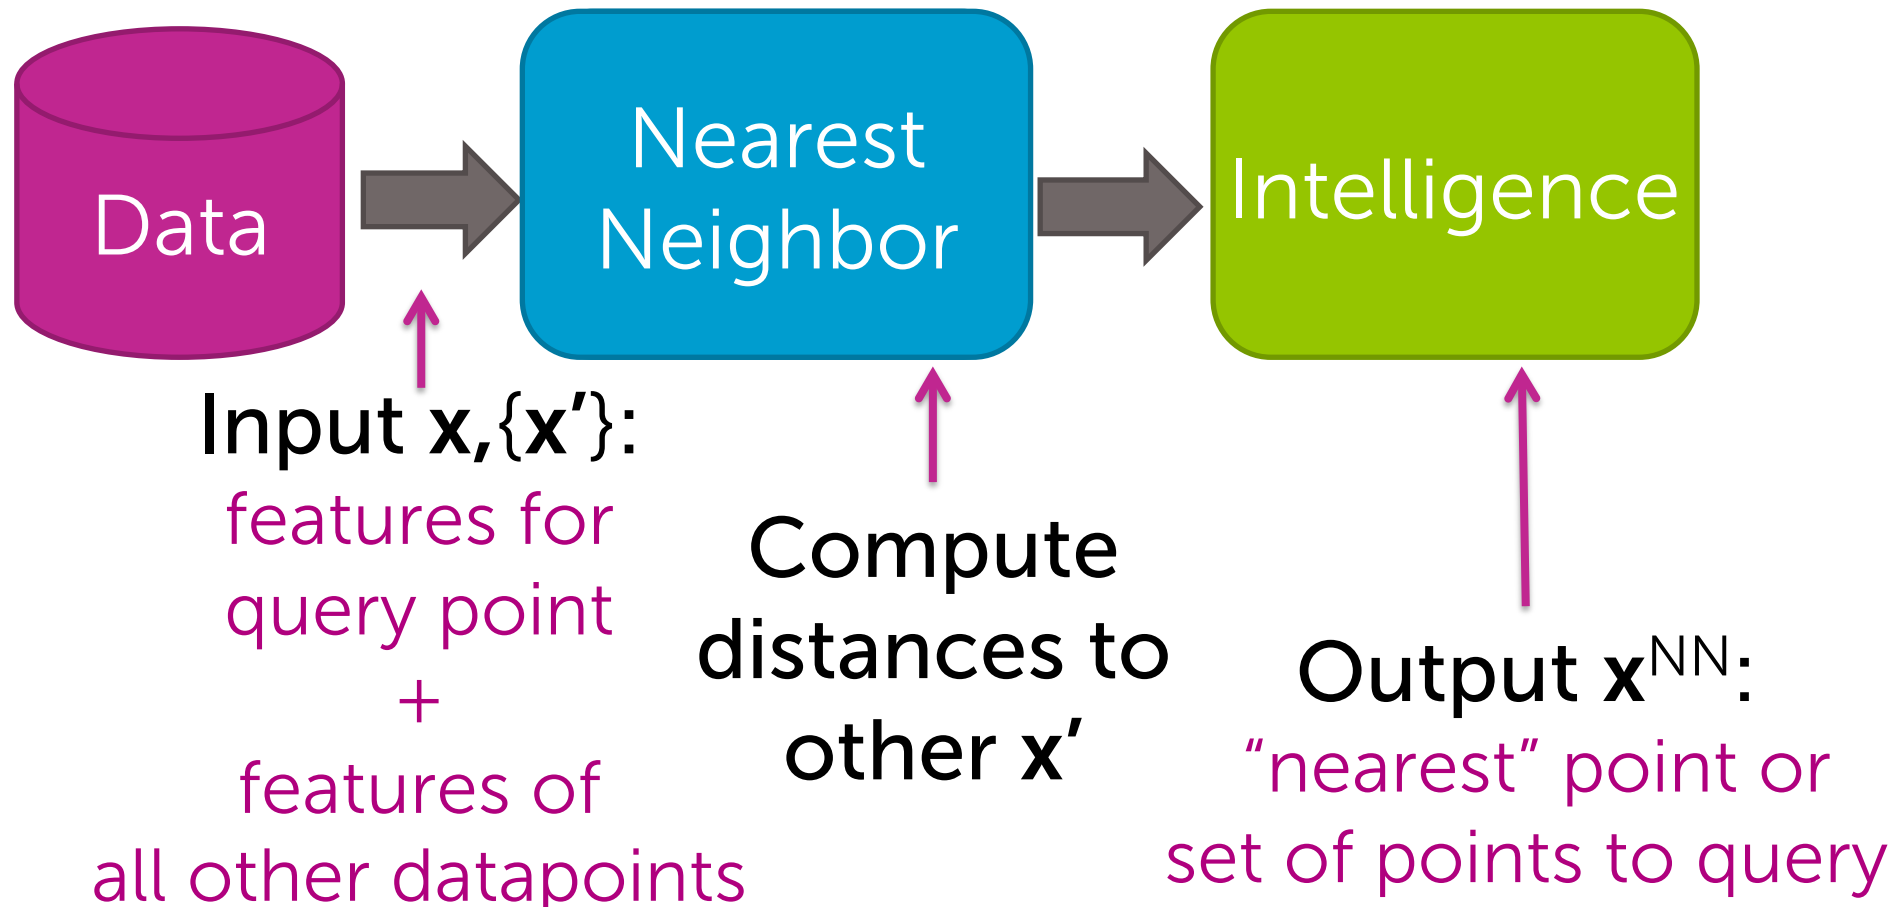 Data
Nearest
Neighbor
Intelligence
Input x,{x′}:
features for
query point
+
features of
all other datapoints
Compute
distances to
other x′
Output xᴺᴺ:
“nearest” point or
set of points to query